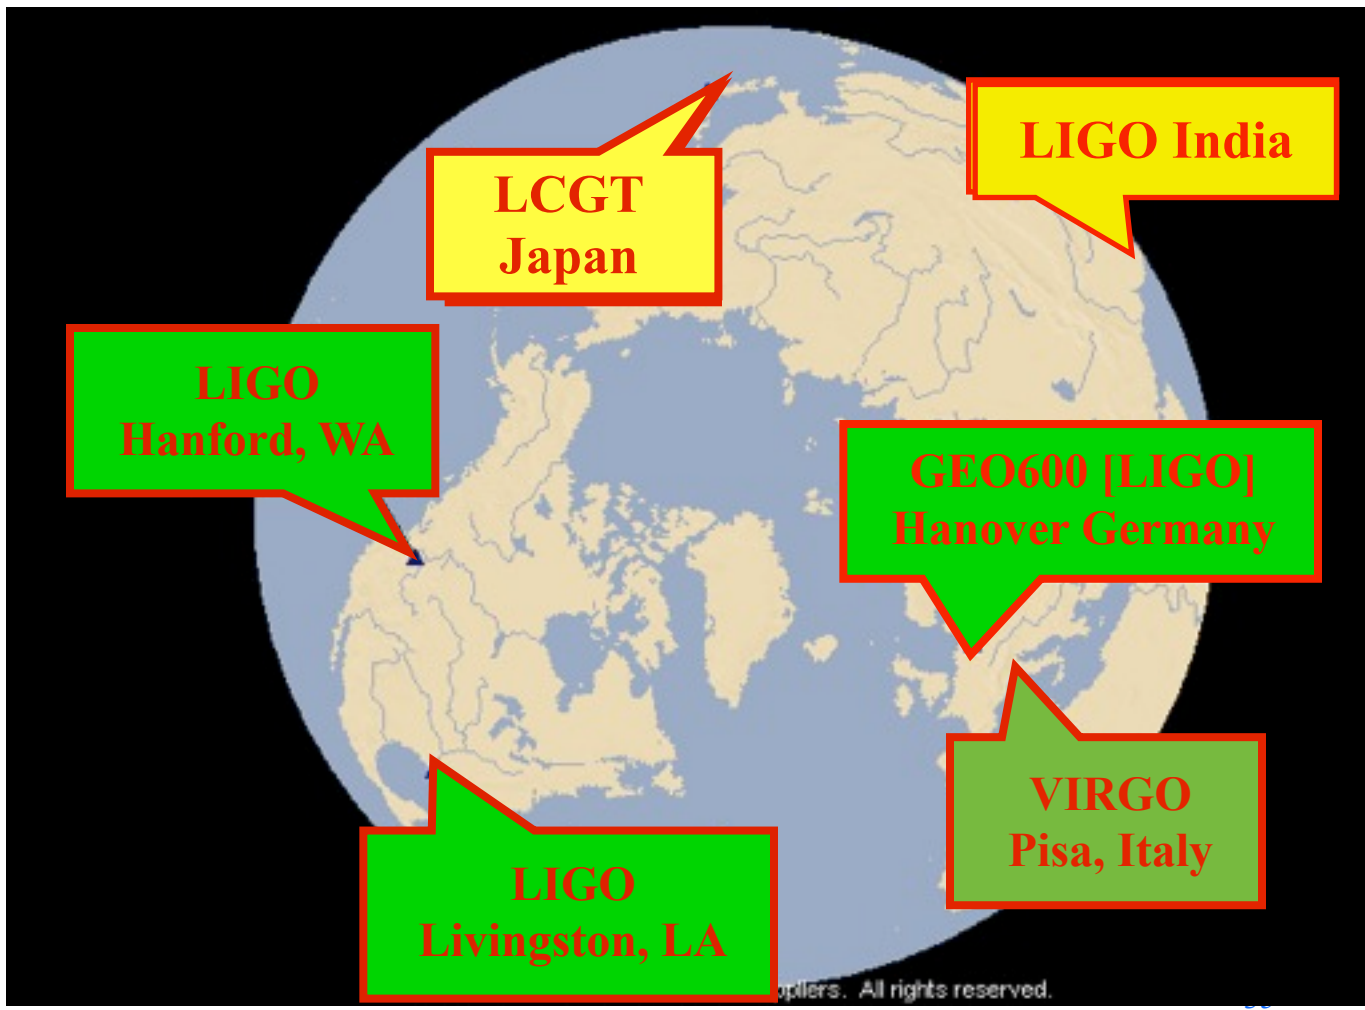 LCGT
Japan
LIGO India
LIGO
Hanford, WA
GEO600 [LIGO]
Hanover Germany
VIRGO
Pisa, Italy
LIGO
Livingston, LA
All rights reserved.